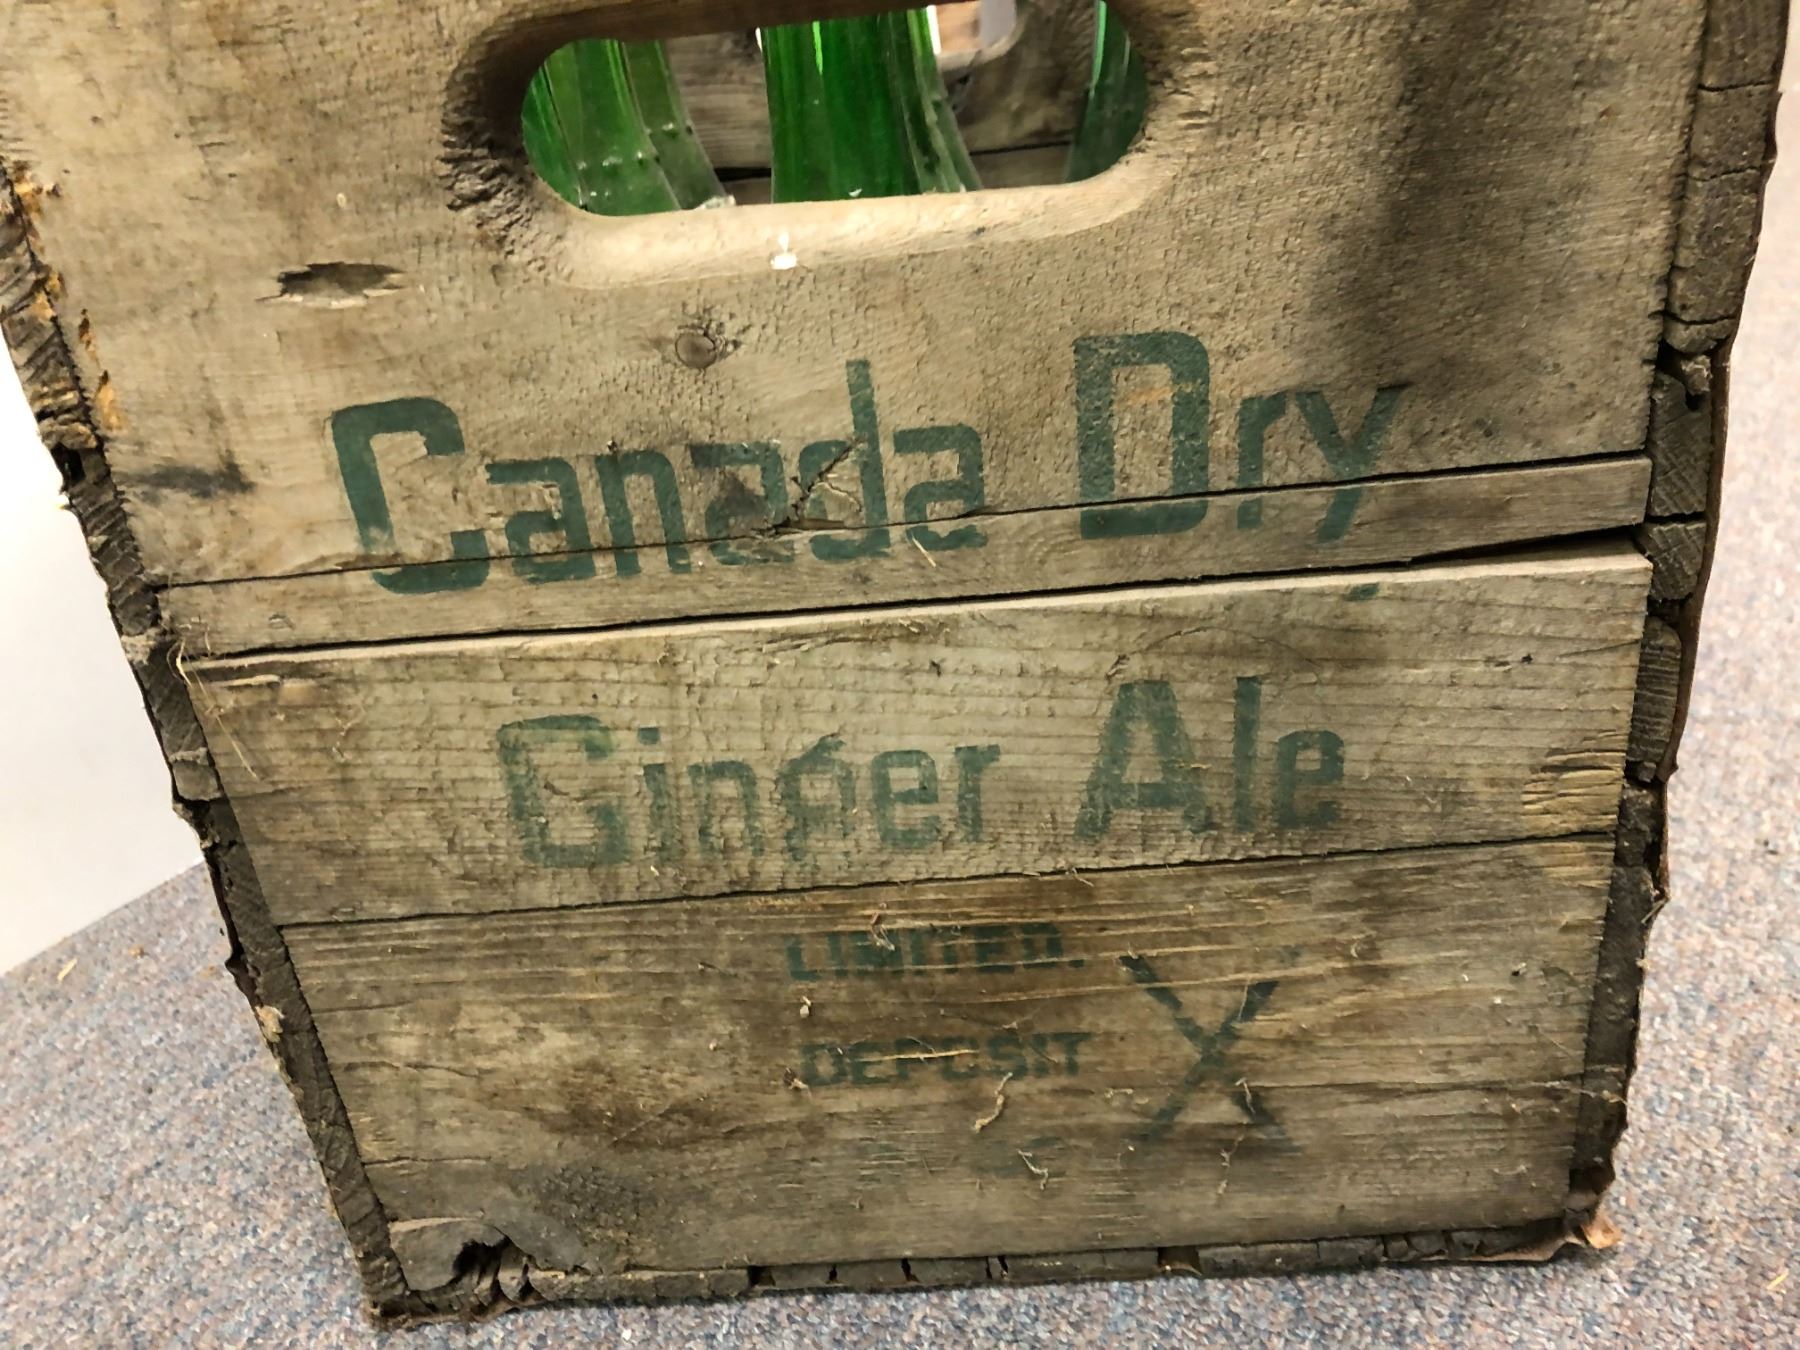 Canada Dry
Ginger Ale
LIMITED.
DEPOSIT
X